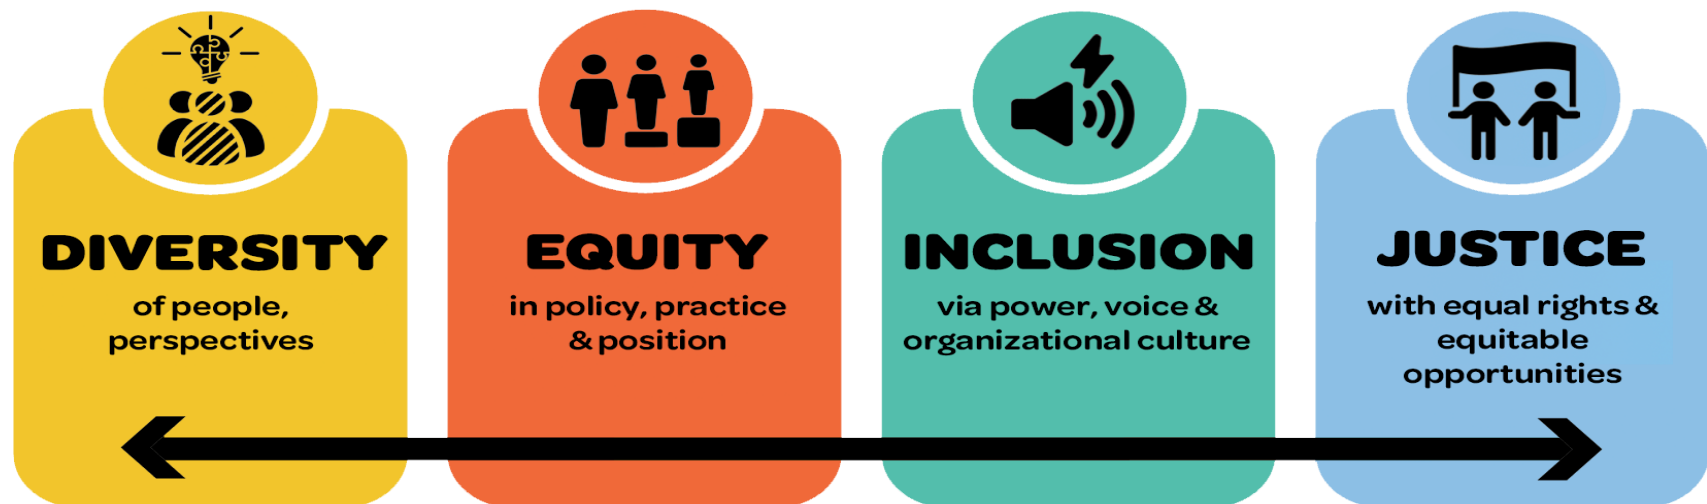 DIVERSITY
of people,
perspectives
EQUITY
in policy, practice
& position
INCLUSION
via power, voice &
organizational culture
JUSTICE
with equal rights &
equitable
opportunities